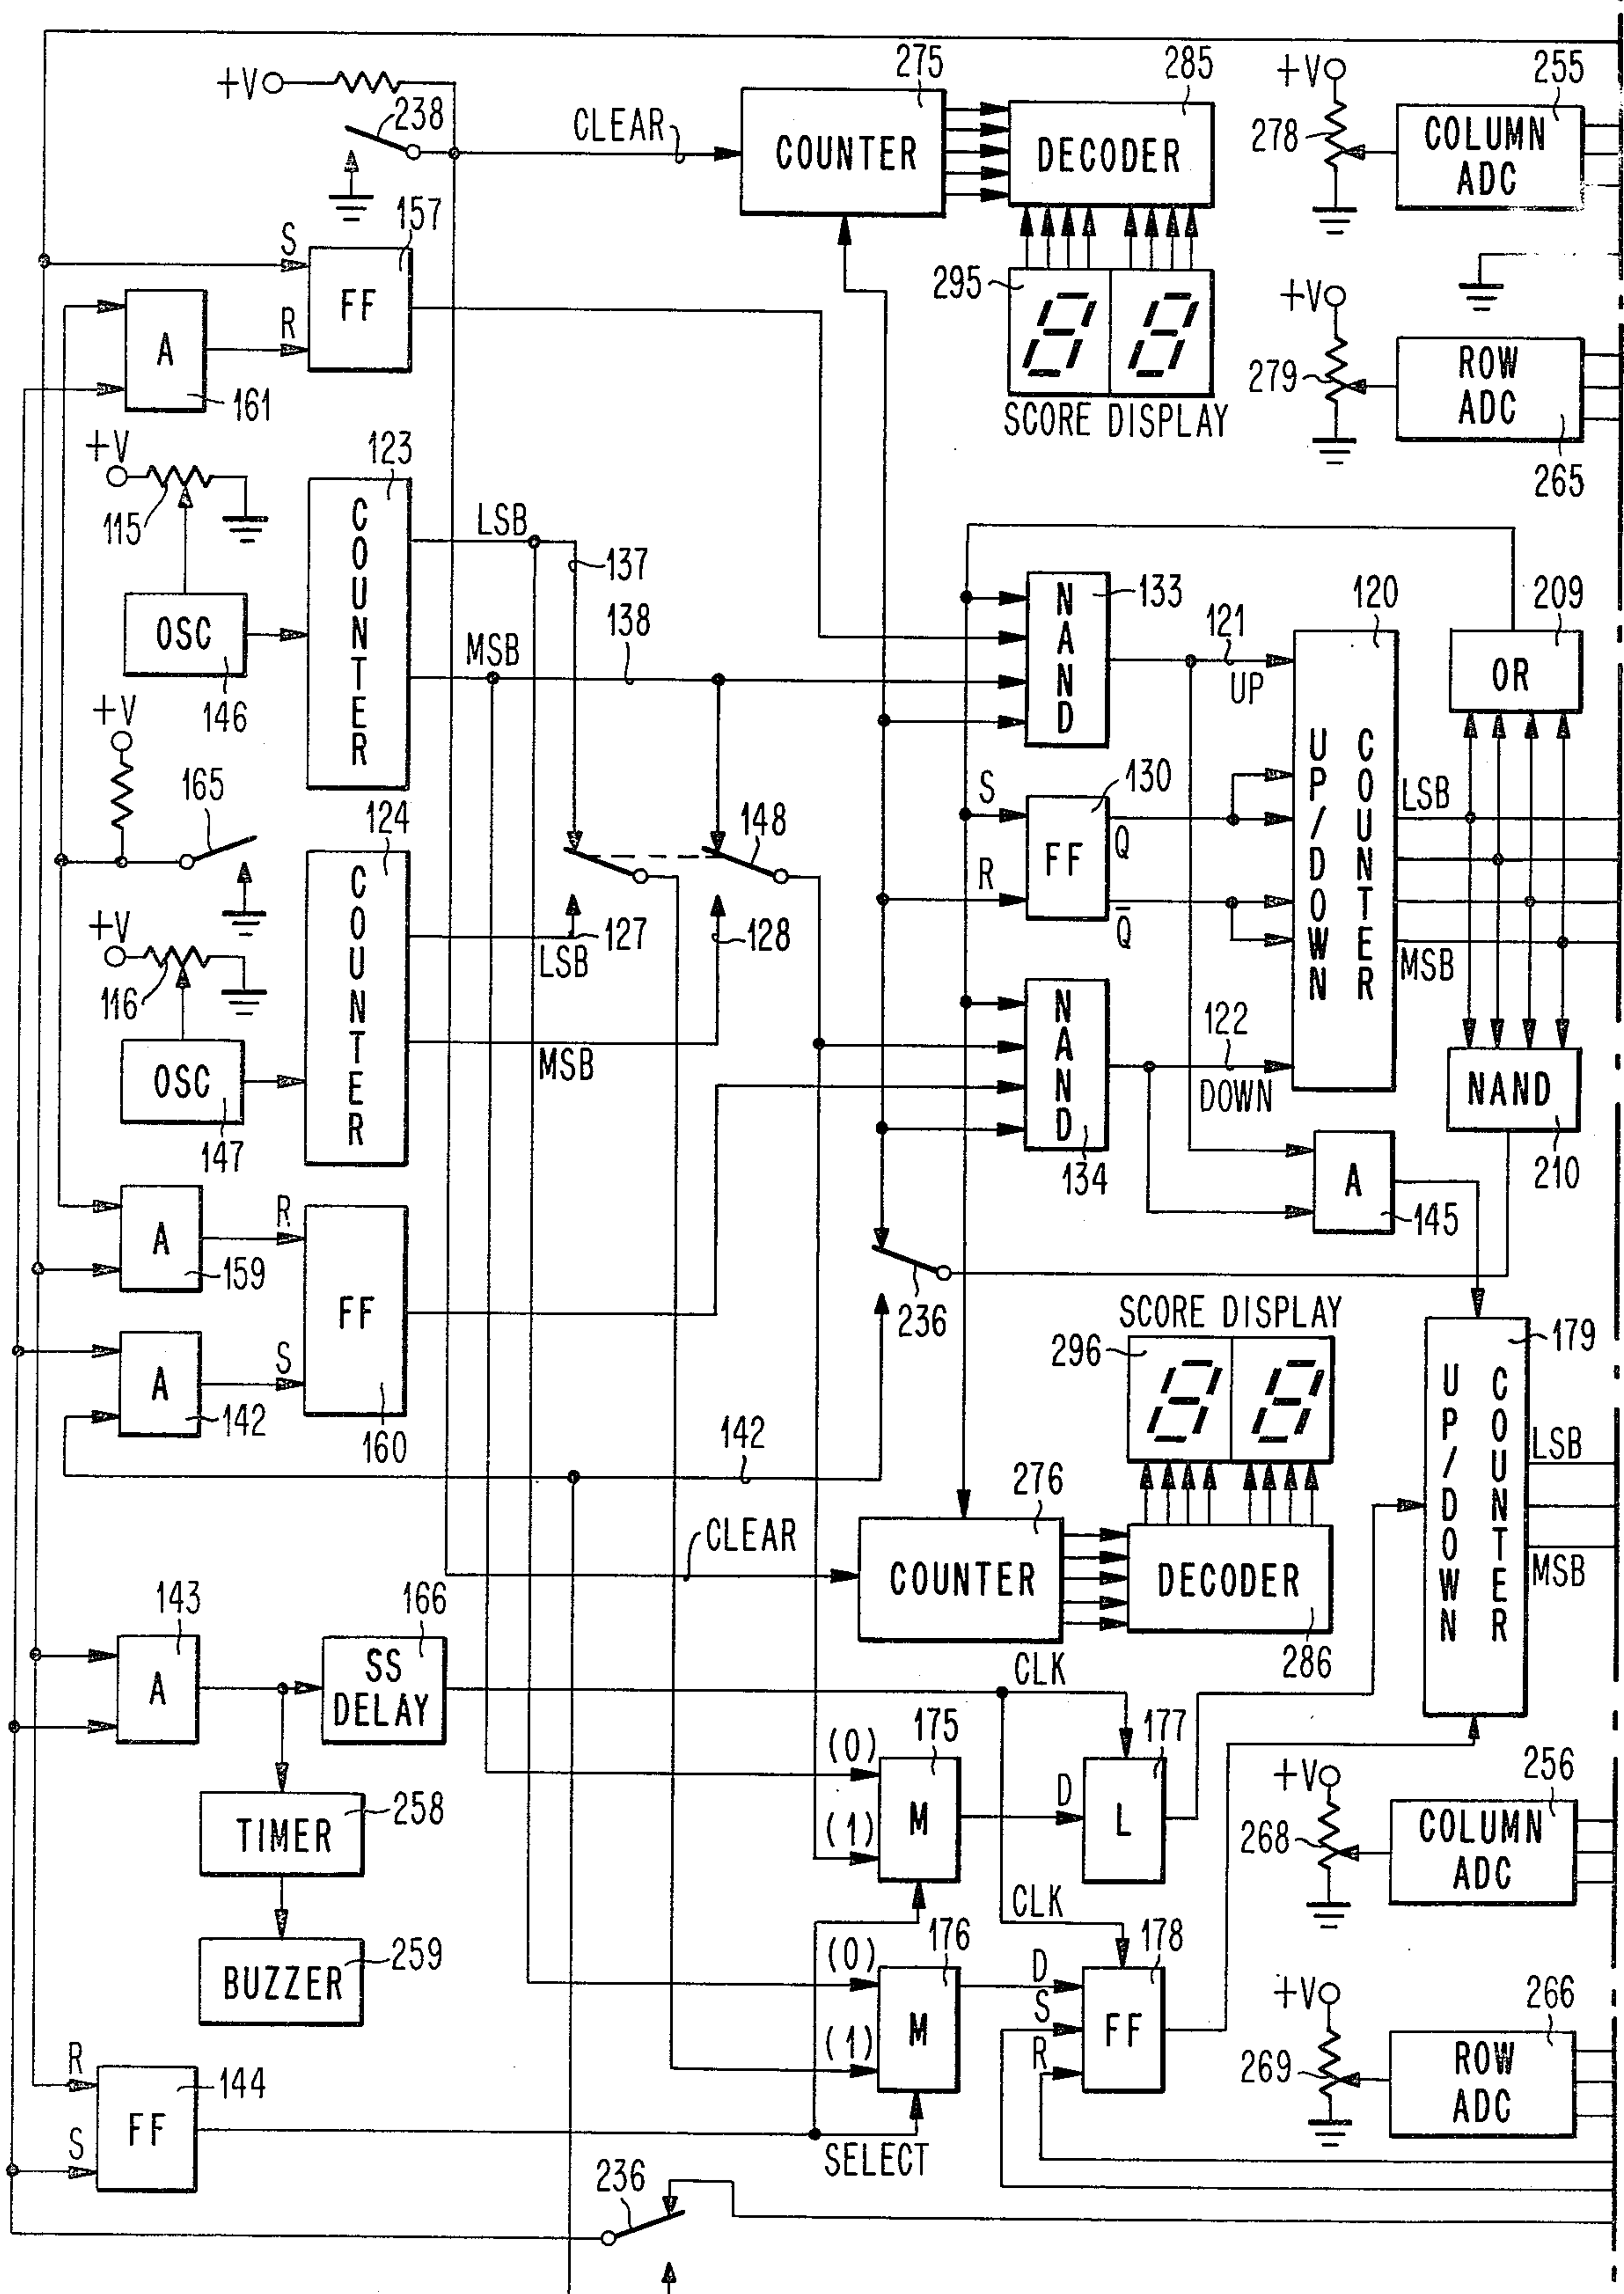 +V
238
CLEAR
275
COUNTER
285
DECODER
+V
278
255
COLUMN
ADC
157
S
FF
R
A
161
295
SCORE DISPLAY
+V
279
ROW
ADC
265
+V
115
123
COUNTER
LSB
137
OSC
146
MSB
138
NAND
133
121
UP
120
UP/DOWN
COUNTER
209
OR
+V
165
124
COUNTER
148
S
130
FF
Q
R
Q̄
LSB
MSB
+V
116
127
LSB
128
MSB
OSC
147
NAND
134
122
DOWN
NAND
210
A
145
A
159
R
FF
236
SCORE DISPLAY
296
179
UP/DOWN
COUNTER
A
142
S
160
142
LSB
MSB
CLEAR
276
COUNTER
DECODER
286
143
A
166
SS
DELAY
CLK
(0)
175
M
(1)
D
177
L
TIMER
258
+V
268
256
COLUMN
ADC
BUZZER
259
CLK
(0)
176
M
(1)
D
S
R
178
FF
+V
269
266
ROW
ADC
R
144
FF
S
SELECT
236